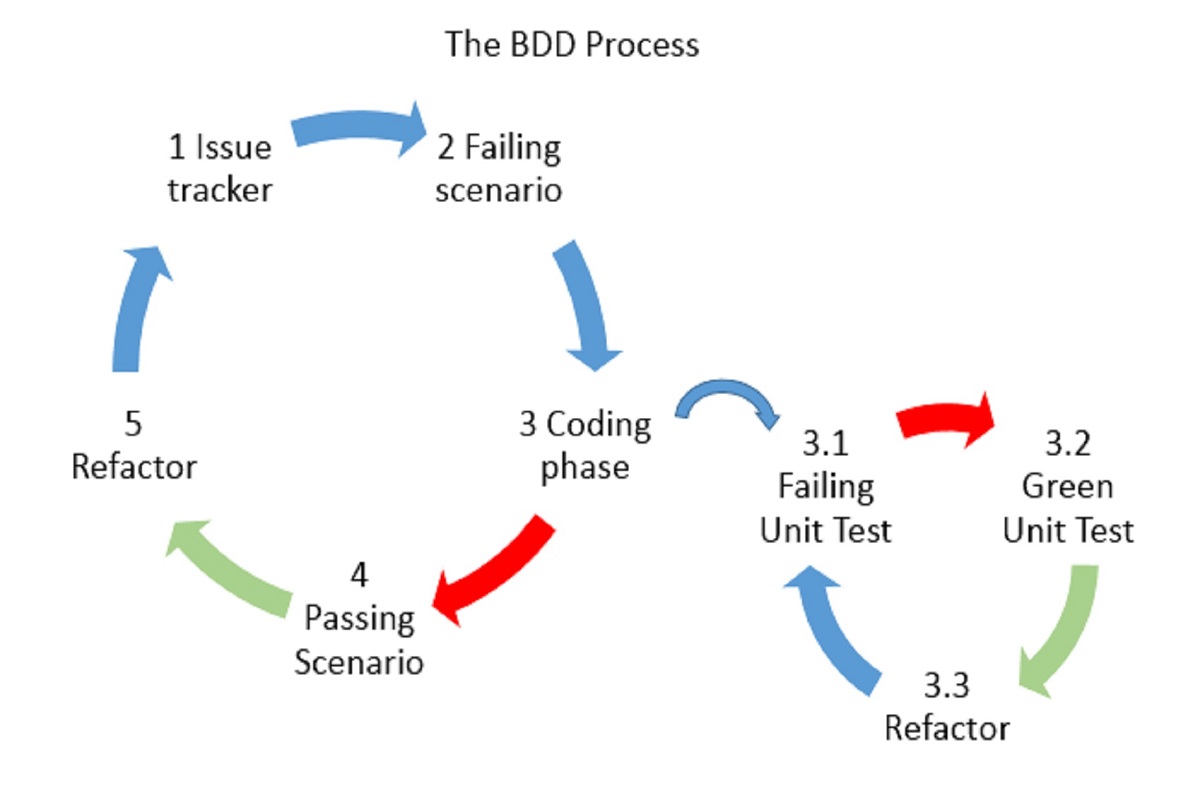 The BDD Process
1 Issue
tracker
2 Failing
scenario
3 Coding
phase
3.1
Failing
Unit Test
3.2
Green
Unit Test
3.3
Refactor
4
Passing
Scenario
5
Refactor